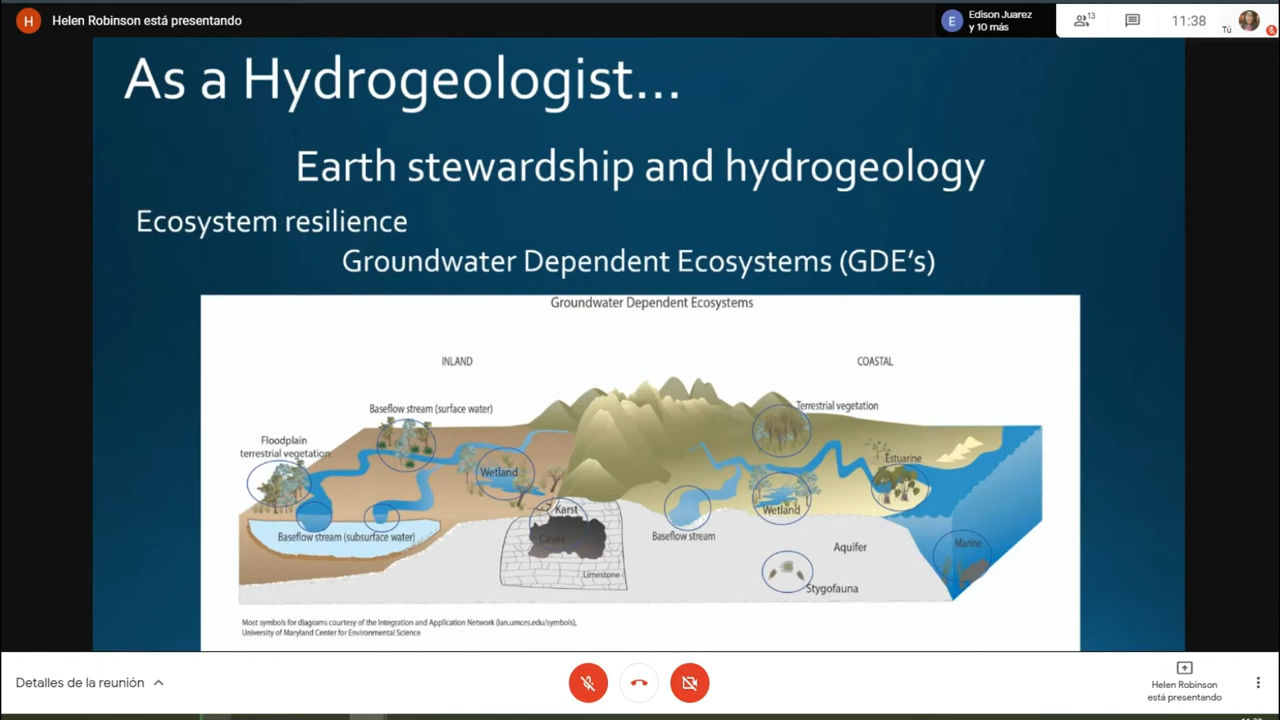 H Helen Robinson está presentando
E Edison Juarez
y 10 más
13
11:38
Tú
As a Hydrogeologist...
Earth stewardship and hydrogeology
Ecosystem resilience
Groundwater Dependent Ecosystems (GDE's)
Groundwater Dependent Ecosystems
INLAND
COASTAL
Baseflow stream (surface water)
Terrestrial vegetation
Floodplain
terrestrial vegetation
Wetland
Estuarine
Karst
Wetland
Baseflow stream (subsurface water)
Caves
Baseflow stream
Aquifer
Marine
Limestone
Stygofauna
Most symbols for diagrams courtesy of the Integration and Application Network (ian.umces.edu/symbols),
University of Maryland Center for Environmental Science
Detalles de la reunión
Helen Robinson
está presentando